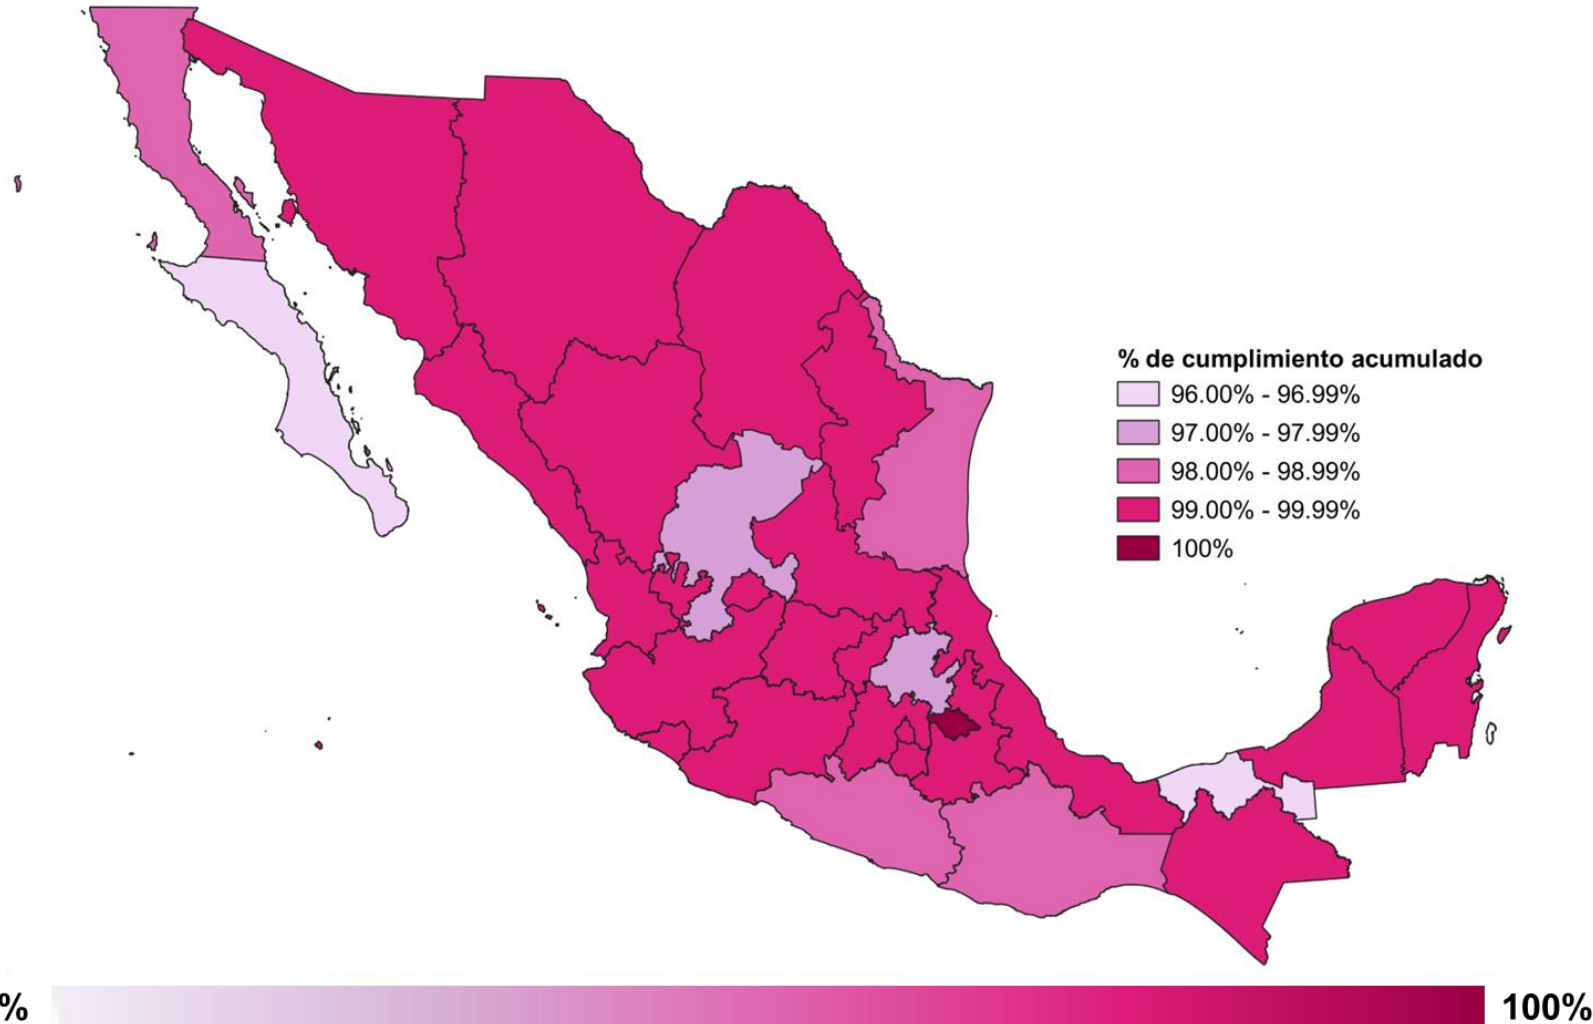 % de cumplimiento acumulado
96.00% - 96.99%
97.00% - 97.99%
98.00% - 98.99%
99.00% - 99.99%
100%
%
100%